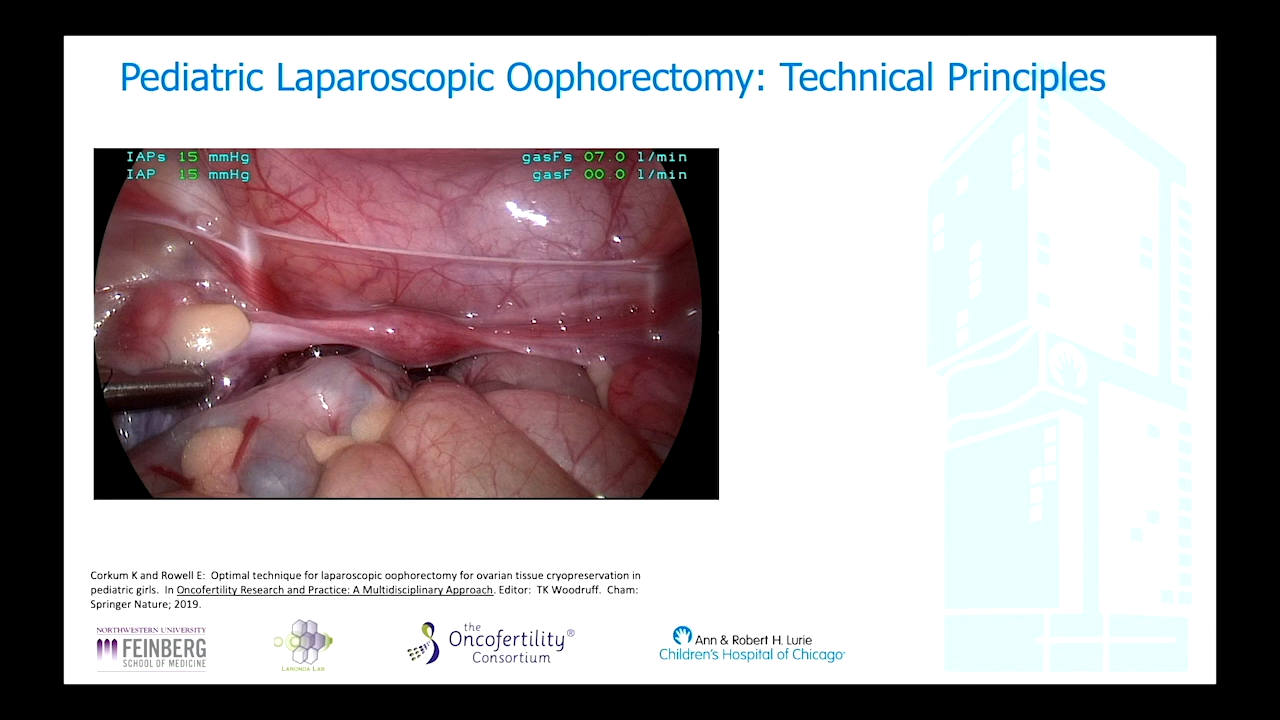 Pediatric Laparoscopic Oophorectomy: Technical Principles
IAPs 15 mmHg
IAP 15 mmHg
gasFs 07.0 l/min
gasF 00.0 l/min
Corkum K and Rowell E: Optimal technique for laparoscopic oophorectomy for ovarian tissue cryopreservation in
pediatric girls. In Oncofertility Research and Practice: A Multidisciplinary Approach. Editor: TK Woodruff. Cham:
Springer Nature; 2019.
NORTHWESTERN UNIVERSITY
FEINBERG
SCHOOL OF MEDICINE
LARONDA LAB
the
Oncofertility®
Consortium
Ann & Robert H. Lurie
Children's Hospital of Chicago